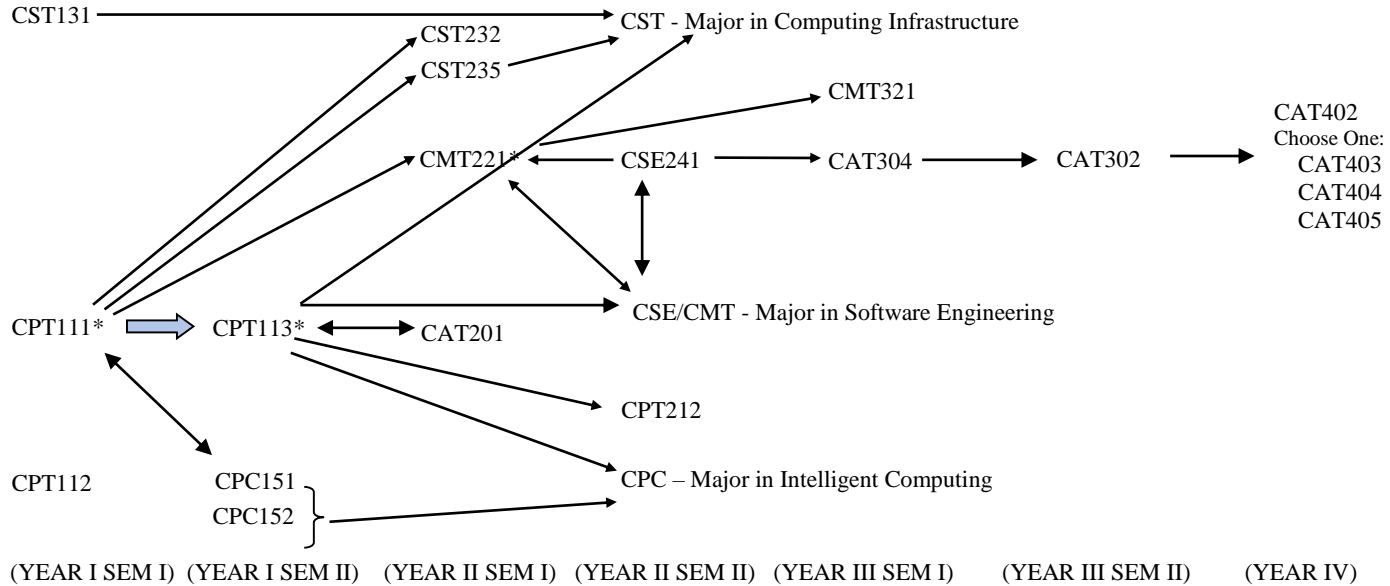 CST131
CST - Major in Computing Infrastructure
CST232
CST235
CMT321
CAT402
Choose One:
CAT403
CAT404
CAT405
CMT221*
CSE241
CAT304
CAT302
CSE/CMT - Major in Software Engineering
CPT111*
CPT113*
CAT201
CPT212
CPT112
CPC151
CPC – Major in Intelligent Computing
CPC152
(YEAR I SEM I) (YEAR I SEM II) (YEAR II SEM I) (YEAR II SEM II) (YEAR III SEM I) (YEAR III SEM II) (YEAR IV)